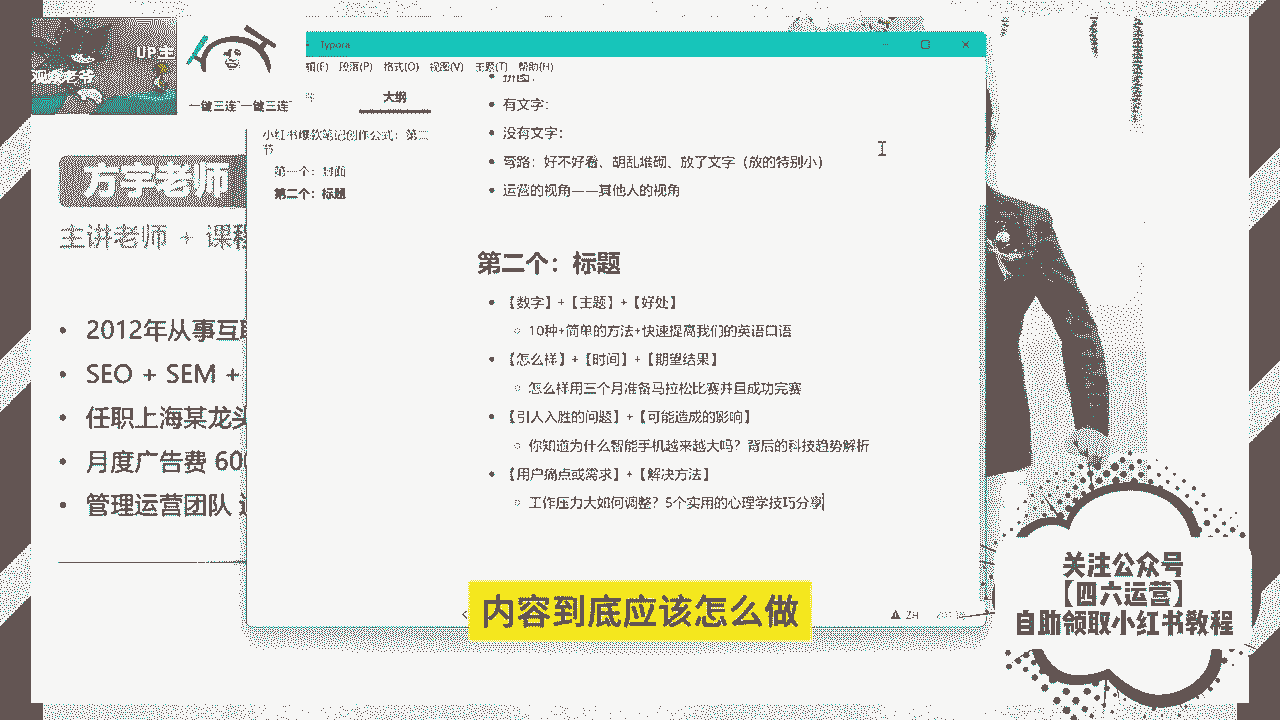 UP主
一键三连~一键三连~
Typora
段落(P) 格式(O) 视图(V) 主题(T) 帮助(H)
大纲
小红书爆款笔记创作公式：第二节
第一个：封面
第二个：标题
有文字：
没有文字：
弯路：好不好看、胡乱堆砌、放了文字（放的特别小）
运营的视角——其他人的视角
第二个：标题
【数字】+【主题】+【好处】
10种+简单的方法+快速提高我们的英语口语
【怎么样】+【时间】+【期望结果】
怎么样用三个月准备马拉松比赛并且成功完赛
【引人入胜的问题】+【可能造成的影响】
你知道为什么智能手机越来越大吗？背后的科技趋势解析
【用户痛点或需求】+【解决方法】
工作压力大如何调整？5个实用的心理学技巧分享
主讲老师 + 课程
2012年从事互联
SEO + SEM +
任职上海某龙头
月度广告费 600
管理运营团队
内容到底应该怎么做
关注公众号
【四六运营】
自助领取小红书教程